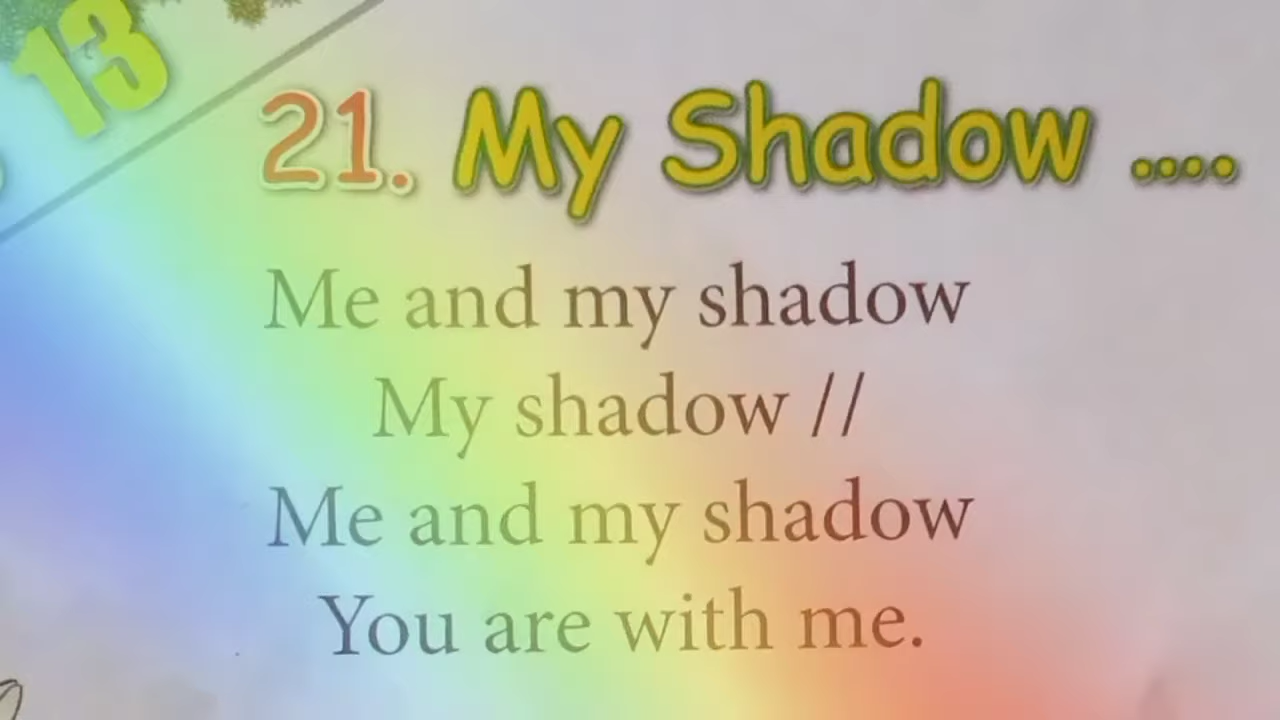 13
21. My Shadow ....
Me and my shadow
My shadow //
Me and my shadow
You are with me.